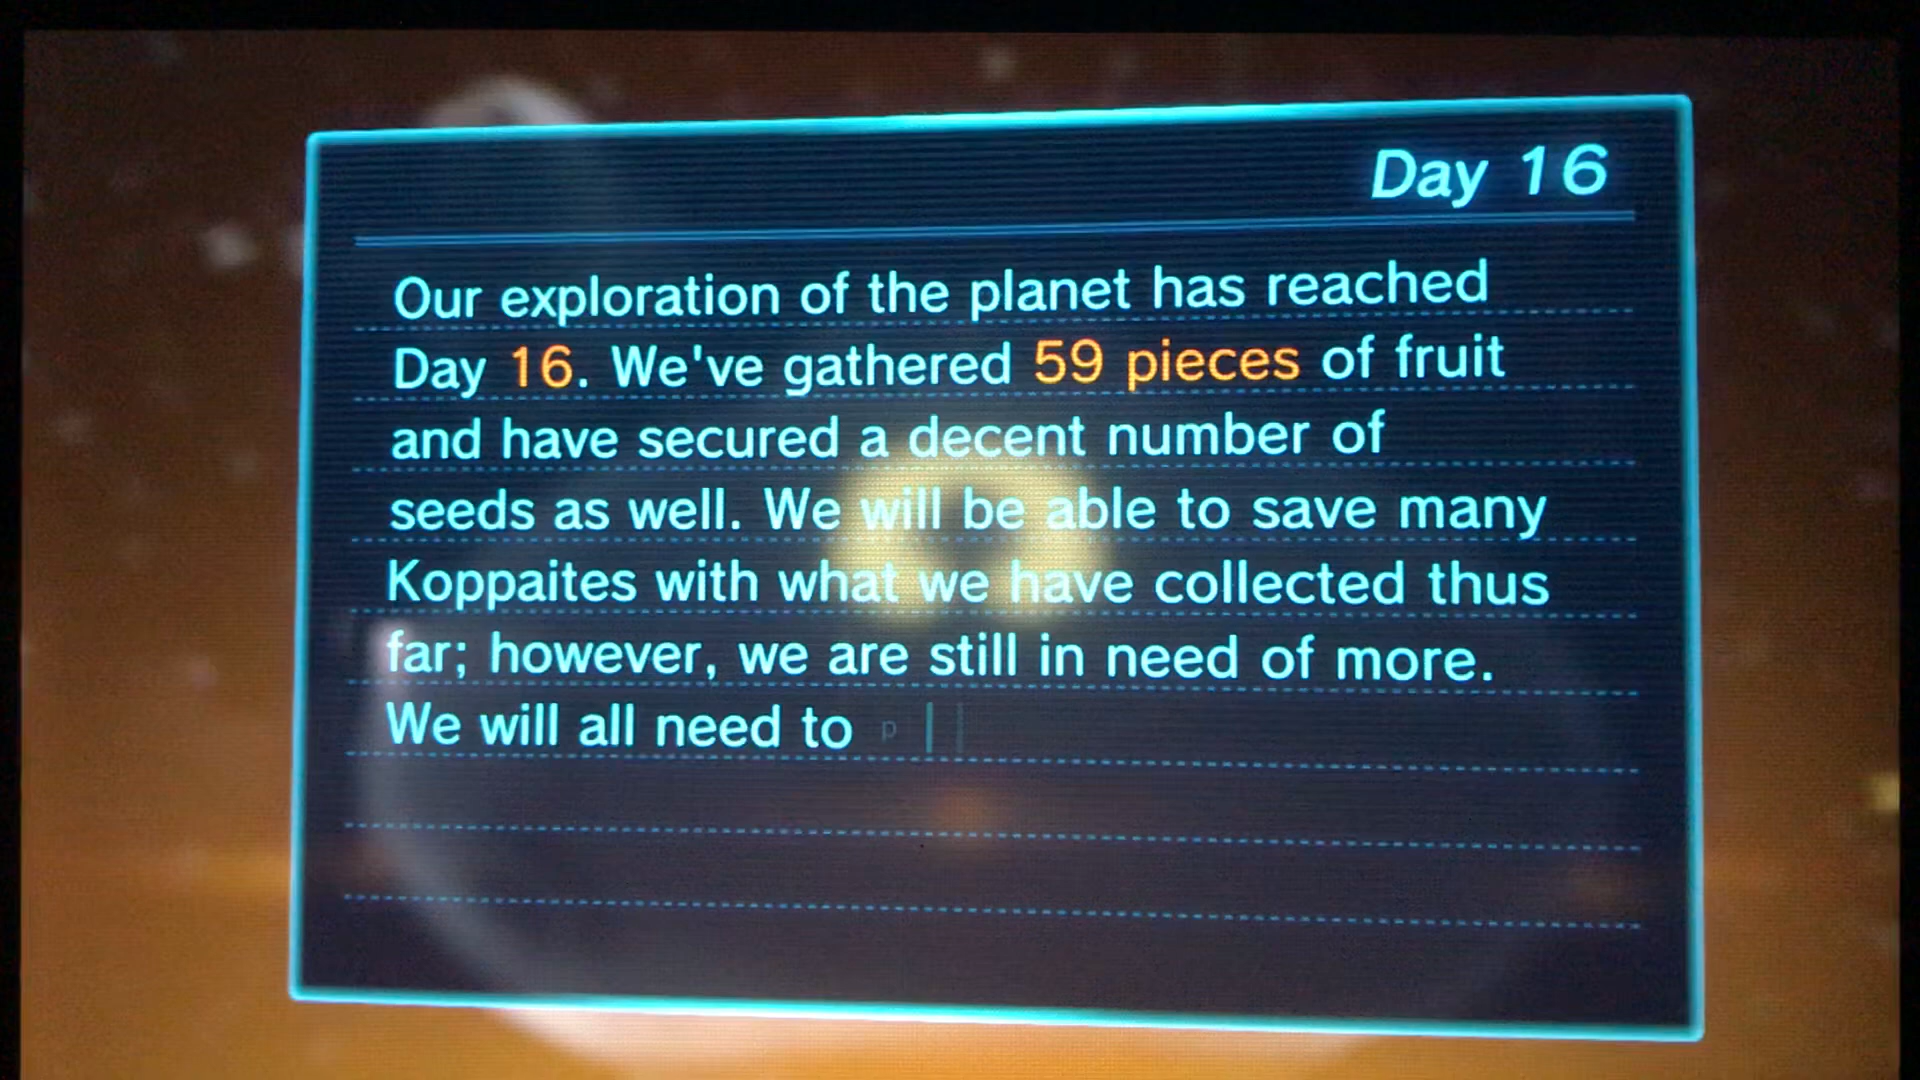 Day 16
Our exploration of the planet has reached
Day 16. We've gathered 59 pieces of fruit
and have secured a decent number of
seeds as well. We will be able to save many
Koppaites with what we have collected thus
far; however, we are still in need of more.
We will all need to p